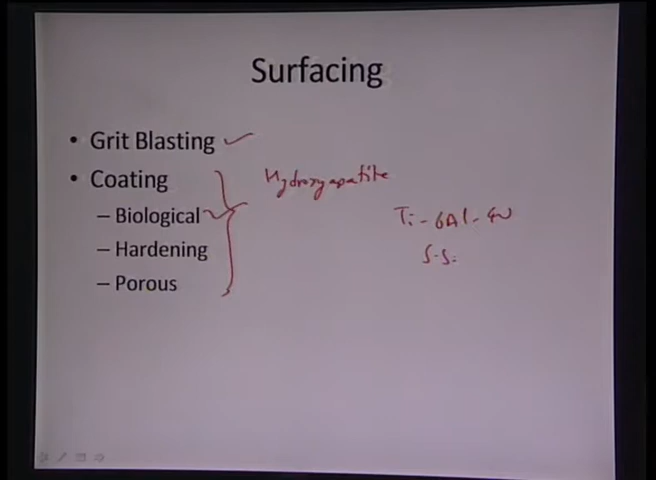 Surfacing
• Grit Blasting
• Coating
Hydroxyapatite
– Biological
Ti-6Al-4V
– Hardening
S.S.
– Porous